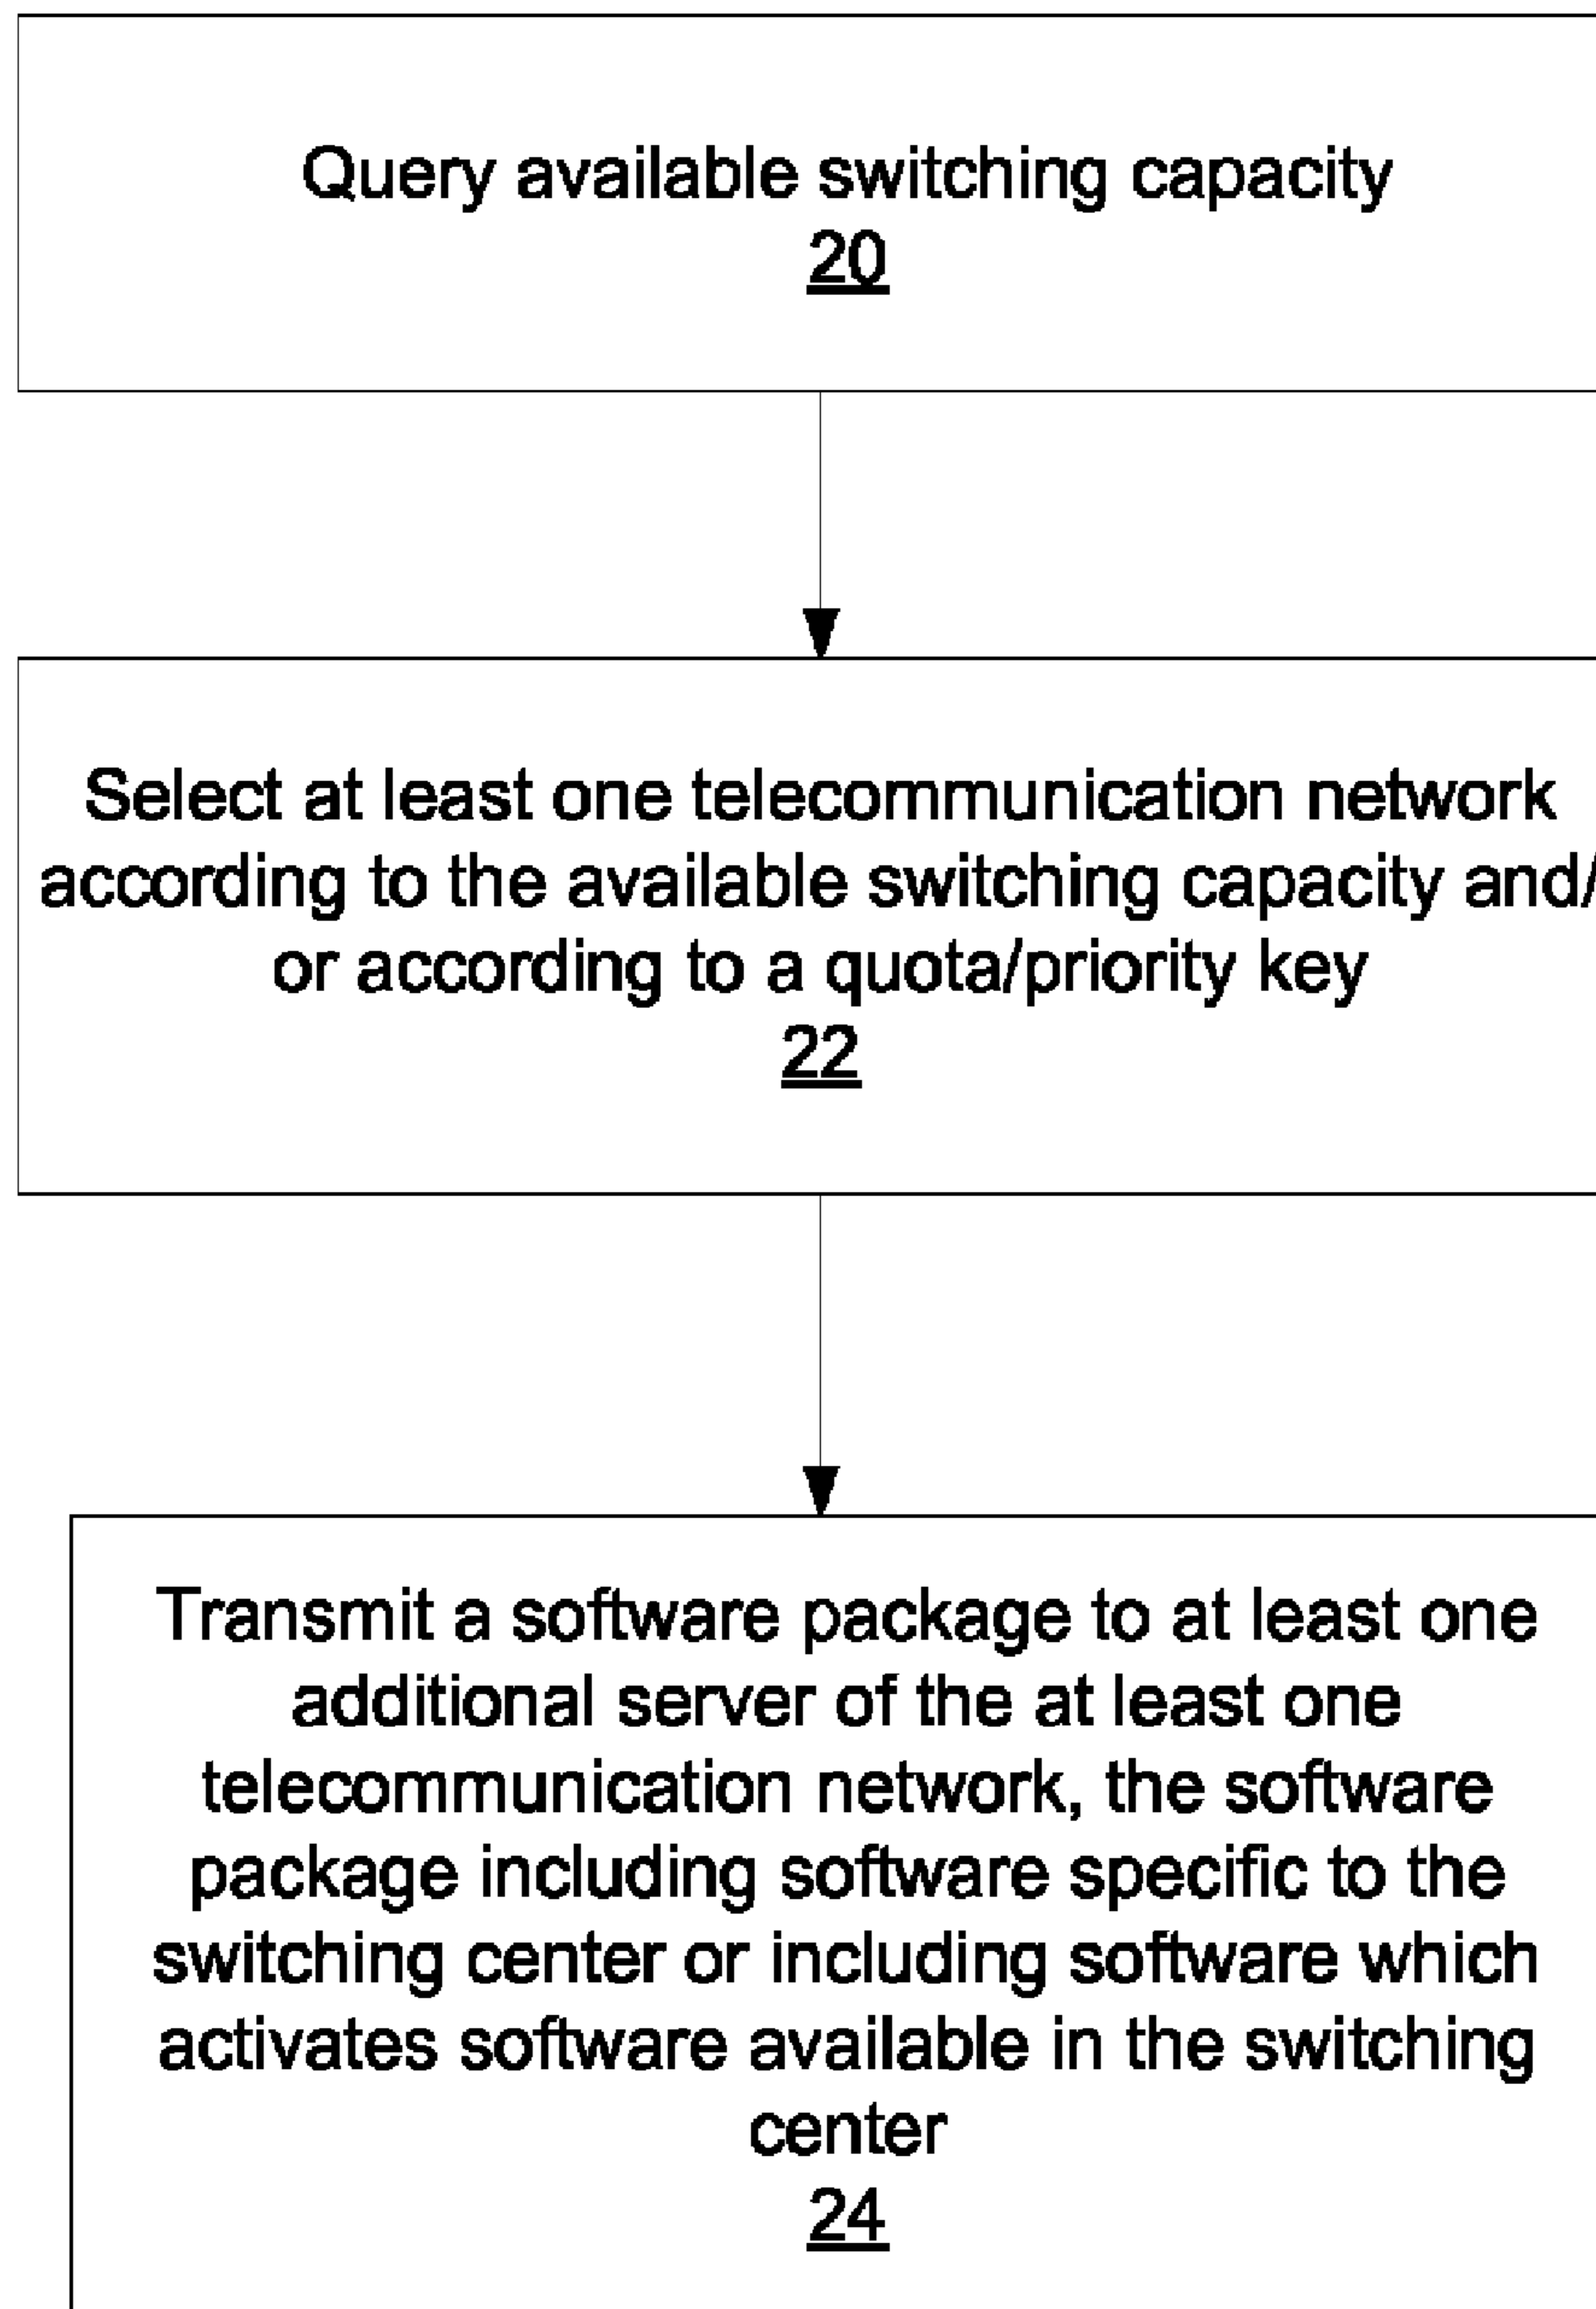 Query available switching capacity
20
Select at least one telecommunication network
according to the available switching capacity and/
or according to a quota/priority key
22
Transmit a software package to at least one
additional server of the at least one
telecommunication network, the software
package including software specific to the
switching center or including software which
activates software available in the switching
center
24